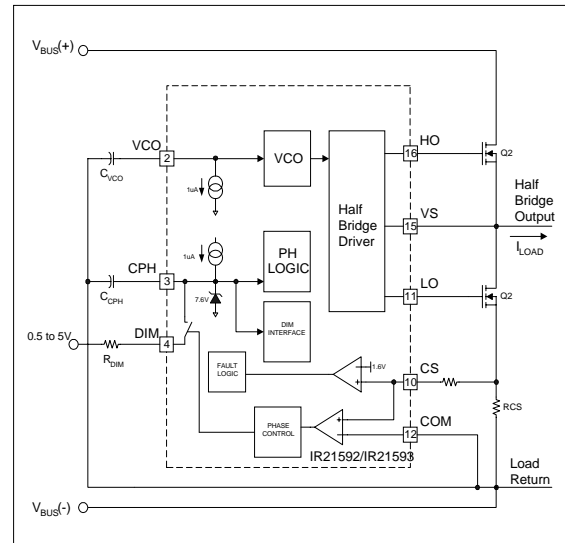 V_BUS(+)
VCO
2
VCO
16
HO
Q2
C_VCO
1uA
Half
Bridge
Driver
15
VS
Half
Bridge
Output
I_LOAD
CPH
3
1uA
PH
LOGIC
C_CPH
7.6V
11
LO
Q2
0.5 to 5V
DIM
4
R_DIM
DIM
INTERFACE
FAULT
LOGIC
1.6V
10
CS
RCS
PHASE
CONTROL
COM
12
IR21592/IR21593
Load
Return
V_BUS(-)